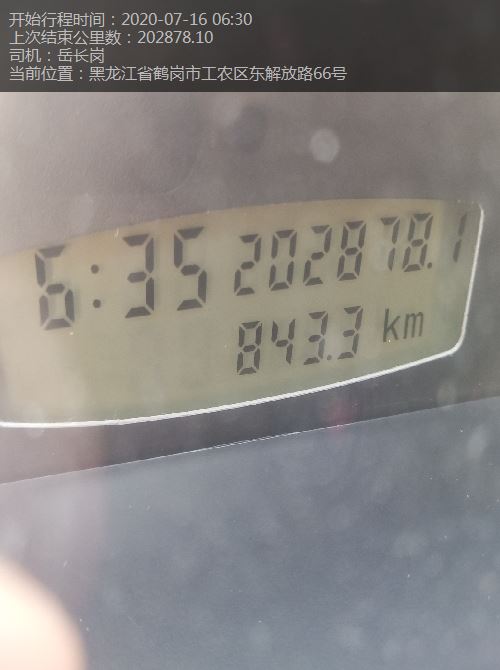 开始行程时间：2020-07-16 06:30
上次结束公里数：202878.10
司机：岳长岗
当前位置：黑龙江省鹤岗市工农区东解放路66号
6:35 202878.1
843.3 km